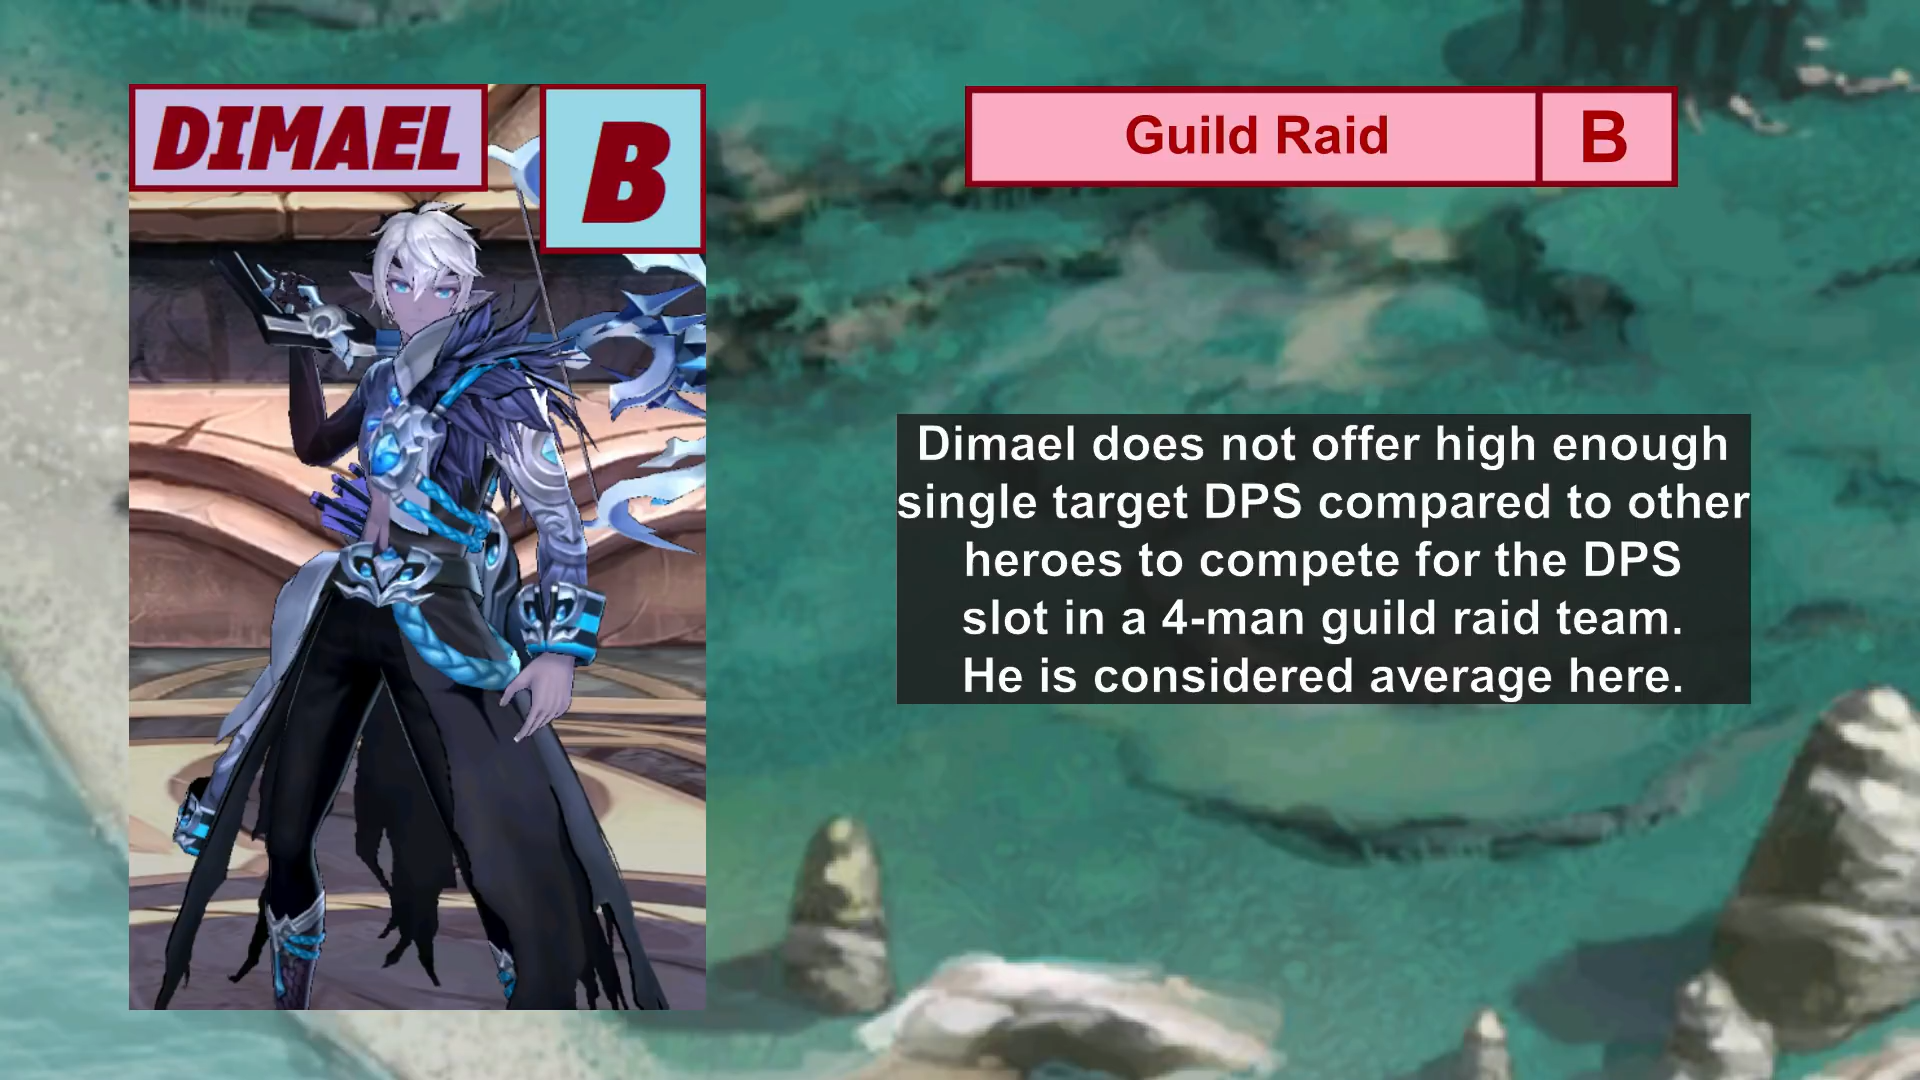 DIMAEL
B
Guild Raid
B
Dimael does not offer high enough
single target DPS compared to other
heroes to compete for the DPS
slot in a 4-man guild raid team.
He is considered average here.